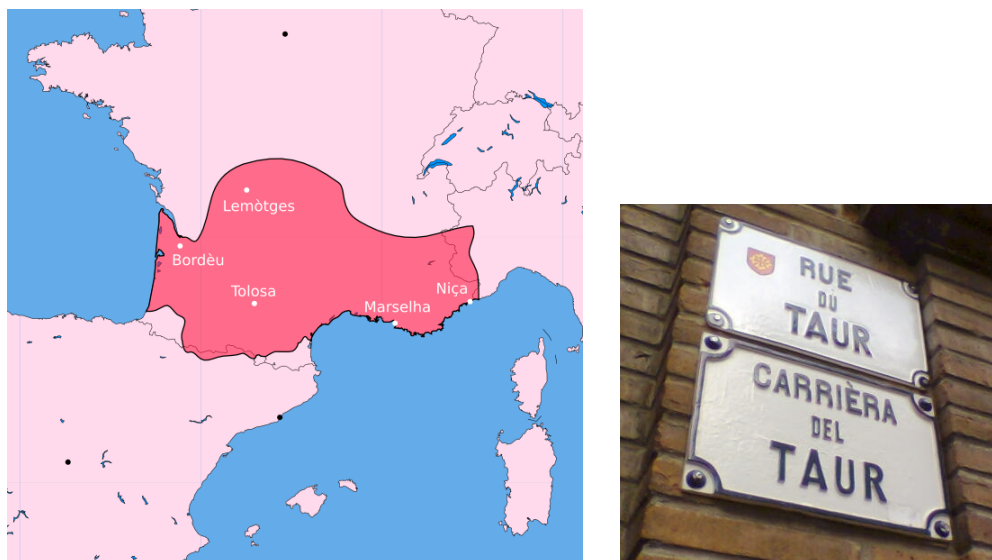 Lemòtges
Bordèu
Tolosa
Marselha
Niça
RUE
DU
TAUR
CARRIÈRA
DEL
TAUR